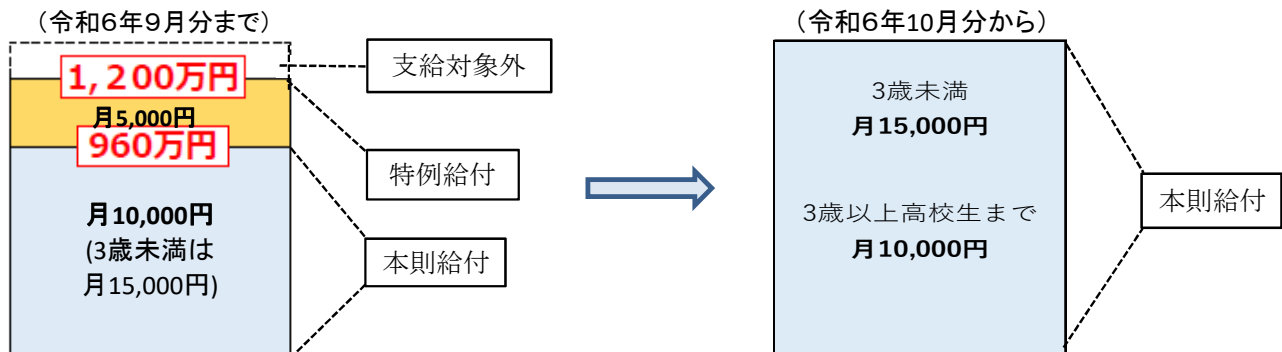 （令和６年９月分まで）
1,200万円
月5,000円
960万円
月10,000円
(3歳未満は
月15,000円)
支給対象外
特例給付
本則給付
（令和６年10月分から）
3歳未満
月15,000円
3歳以上高校生まで
月10,000円
本則給付